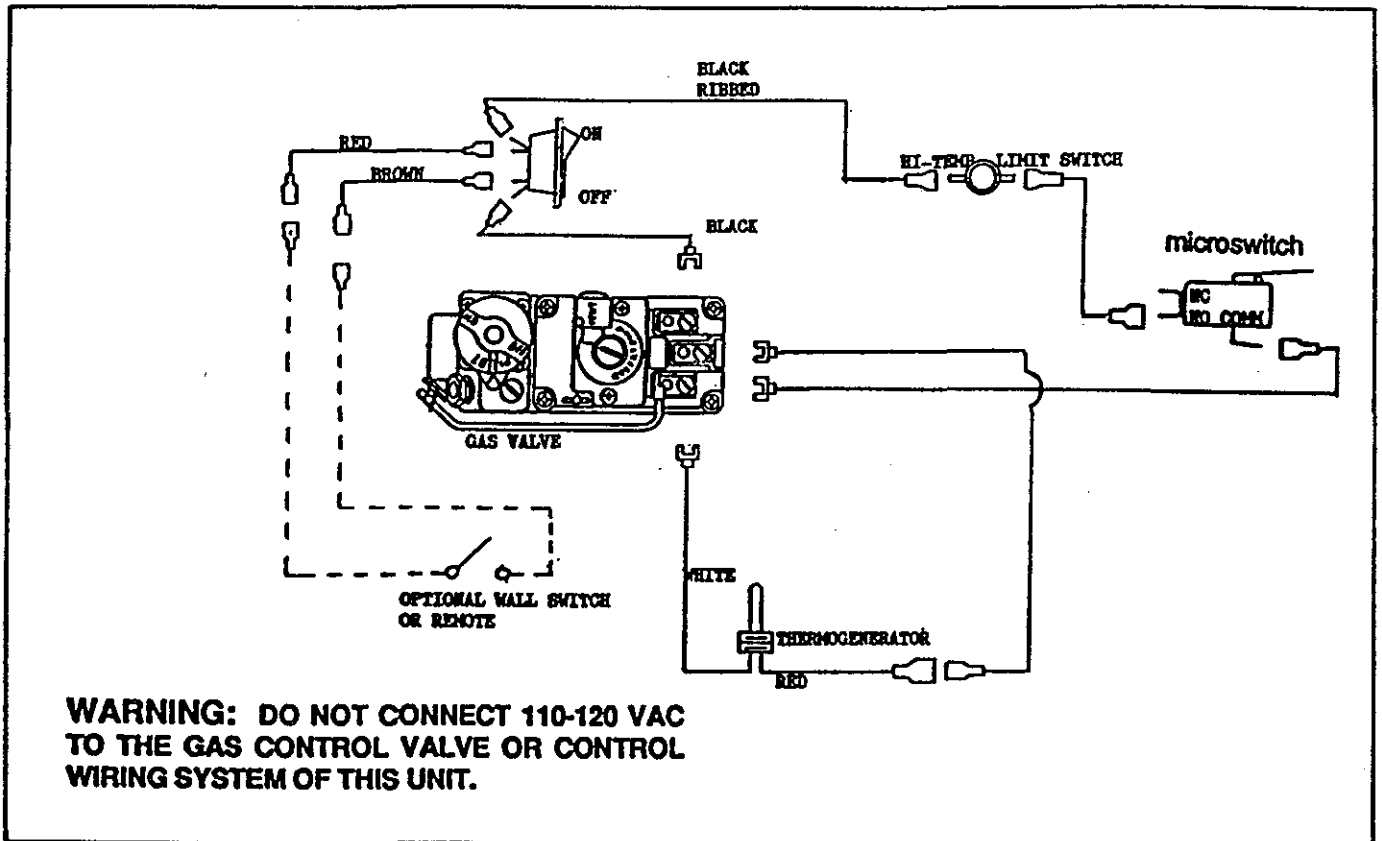 BLACK
RIBBED
RED
ON
BROWN
OFF
HI-TEMP LIMIT SWITCH
BLACK
microswitch
NC
NO COMM
GAS VALVE
WHITE
OPTIONAL WALL SWITCH
OR REMOTE
THERMOGENERATOR
RED
WARNING: DO NOT CONNECT 110-120 VAC
TO THE GAS CONTROL VALVE OR CONTROL
WIRING SYSTEM OF THIS UNIT.